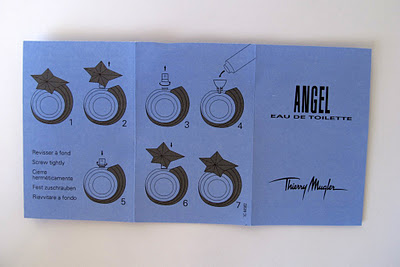 1
2
3
4
Revisser à fond
Screw tightly
Cierre
herméticamente
Fest zuschrauben
Riavvitare a fondo
5
6
7
ANGEL
EAU DE TOILETTE
Thierry Mugler